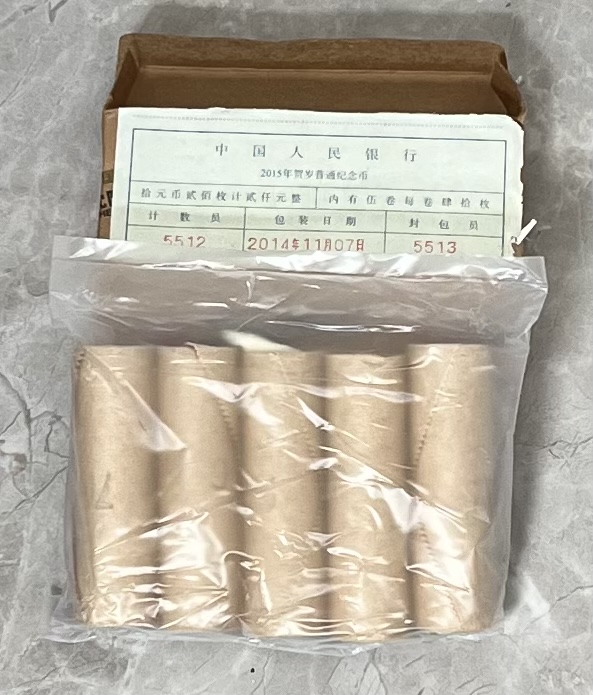 中国人民银行
2015年贺岁普通纪念币
拾元币贰佰枚计贰仟元整 内有伍卷每卷肆拾枚
计数员 包装日期 封包员
5512 2014年11月07日 5513